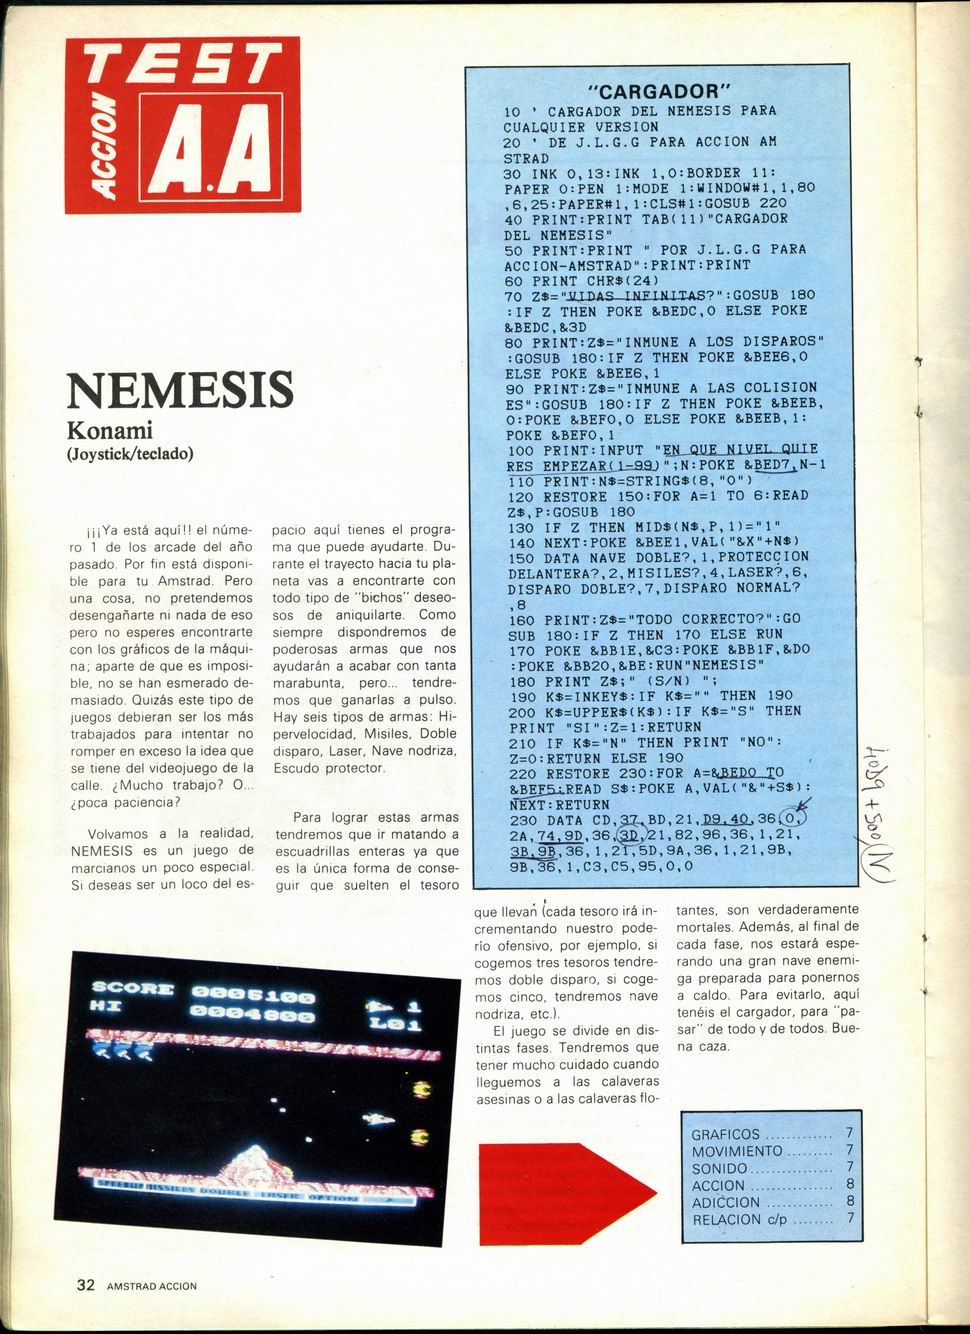 TEST
ACCION
A.A
NEMESIS
Konami
(Joystick/teclado)
¡¡¡Ya está aquí!! el núme-
ro 1 de los arcade del año
pasado. Por fin está disponi-
ble para tu Amstrad. Pero
una cosa, no pretendemos
desengañarte ni nada de eso
pero no esperes encontrarte
con los gráficos de la máqui-
na; aparte de que es imposi-
ble, no se han esmerado de-
masiado. Quizás este tipo de
juegos debieran ser los más
trabajados para intentar no
romper en exceso la idea que
se tiene del videojuego de la
calle. ¿Mucho trabajo? O...
¿poca paciencia?
Volvamos a la realidad,
NEMESIS es un juego de
marcianos un poco especial.
Si deseas ser un loco del es-
pacio aquí tienes el progra-
ma que puede ayudarte. Du-
rante el trayecto hacia tu pla-
neta vas a encontrarte con
todo tipo de "bichos" deseo-
sos de aniquilarte. Como
siempre dispondremos de
poderosas armas que nos
ayudarán a acabar con tanta
marabunta, pero... tendre-
mos que ganarlas a pulso.
Hay seis tipos de armas: Hi-
pervelocidad, Misiles, Doble
disparo, Laser, Nave nodriza,
Escudo protector.
Para lograr estas armas
tendremos que ir matando a
escuadrillas enteras ya que
es la única forma de conse-
guir que suelten el tesoro
"CARGADOR"
10 ' CARGADOR DEL NEMESIS PARA
CUALQUIER VERSION
20 ' DE J.L.G.G PARA ACCION AM
STRAD
30 INK 0,13:INK 1,0:BORDER 11:
PAPER 0:PEN 1:MODE 1:WINDOW#1,1,80
,6,25:PAPER#1,1:CLS#1:GOSUB 220
40 PRINT:PRINT TAB(11)"CARGADOR
DEL NEMESIS"
50 PRINT:PRINT " POR J.L.G.G PARA
ACCION-AMSTRAD":PRINT:PRINT
60 PRINT CHR$(24)
70 Z$="VIDAS INFINITAS?":GOSUB 180
:IF Z THEN POKE &BEDC,0 ELSE POKE
&BEDC,&3D
80 PRINT:Z$="INMUNE A LOS DISPAROS"
:GOSUB 180:IF Z THEN POKE &BEE6,0
ELSE POKE &BEE6,1
90 PRINT:Z$="INMUNE A LAS COLISION
ES":GOSUB 180:IF Z THEN POKE &BEEB,
0:POKE &BEF0,0 ELSE POKE &BEEB,1:
POKE &BEF0,1
100 PRINT:INPUT "EN QUE NIVEL QUIE
RES EMPEZAR(1-99)";N:POKE &BED7,N-1
110 PRINT:N$=STRING$(8,"0")
120 RESTORE 150:FOR A=1 TO 6:READ
Z$,P:GOSUB 180
130 IF Z THEN MID$(N$,P,1)="1"
140 NEXT:POKE &BEE1,VAL("&X"+N$)
150 DATA NAVE DOBLE?,1,PROTECCION
DELANTERA?,2,MISILES?,4,LASER?,6,
DISPARO DOBLE?,7,DISPARO NORMAL?
,8
160 PRINT:Z$="TODO CORRECTO?":GO
SUB 180:IF Z THEN 170 ELSE RUN
170 POKE &BB1E,&C3:POKE &BB1F,&D0
:POKE &BB20,&BE:RUN"NEMESIS"
180 PRINT Z$;" (S/N) ";
190 K$=INKEY$:IF K$="" THEN 190
200 K$=UPPER$(K$):IF K$="S" THEN
PRINT "SI":Z=1:RETURN
210 IF K$="N" THEN PRINT "NO":
Z=0:RETURN ELSE 190
220 RESTORE 230:FOR A=&BED0 TO
&BEF5:READ S$:POKE A,VAL("&"+S$):
NEXT:RETURN
230 DATA CD,37,BD,21,D9,40,36,0,
2A,74,9D,36,3D,21,82,96,36,1,21,
3B,9B,36,1,21,5D,9A,36,1,21,9B,
9B,36,1,C3,C5,95,0,0
que llevan (cada tesoro irá in-
crementando nuestro pode-
río ofensivo, por ejemplo, si
cogemos tres tesoros tendre-
mos doble disparo, si coge-
mos cinco, tendremos nave
nodriza, etc.).
El juego se divide en dis-
tintas fases. Tendremos que
tener mucho cuidado cuando
lleguemos a las calaveras
asesinas o a las calaveras flo-
tantes, son verdaderamente
mortales. Además, al final de
cada fase, nos estará espe-
rando una gran nave enemi-
ga preparada para ponernos
a caldo. Para evitarlo, aquí
tenéis el cargador, para "pa-
sar" de todo y de todos. Bue-
na caza.
SCORE 0005100
HI 0004800
1
L01
SPEEDUP MISSILES DOUBLE LASER OPTION ?
GRAFICOS ............. 7
MOVIMIENTO ......... 7
SONIDO ................ 7
ACCION ................ 8
ADICCION ............. 8
RELACION c/p ........ 7
32 AMSTRAD ACCION